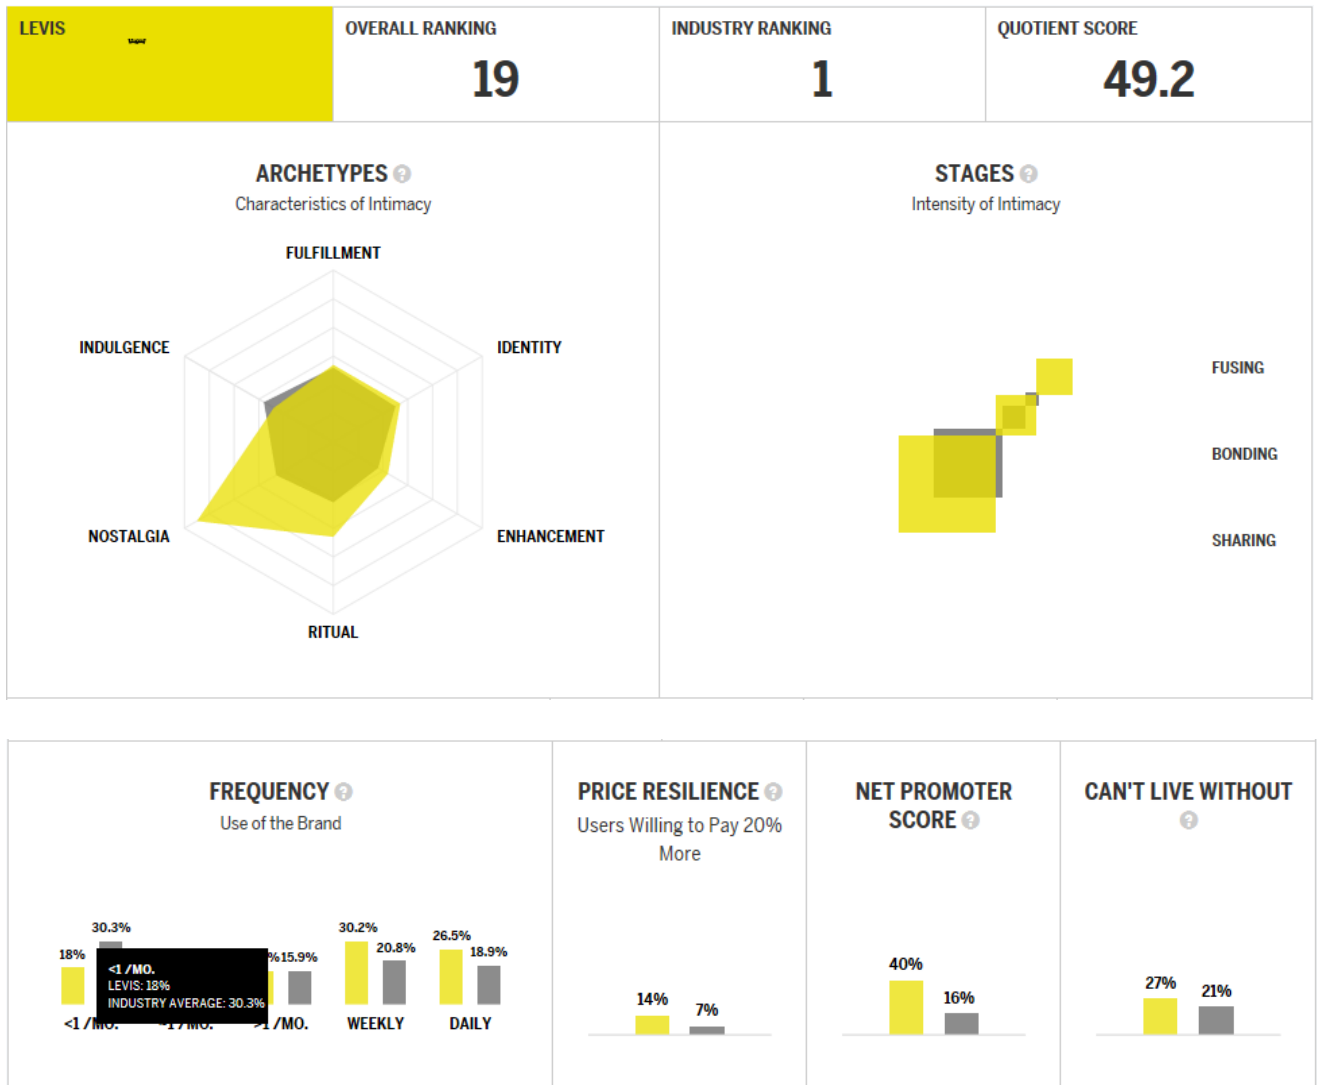 LEVIS
OVERALL RANKING
19
INDUSTRY RANKING
1
QUOTIENT SCORE
49.2
ARCHETYPES ?
Characteristics of Intimacy
FULFILLMENT
INDULGENCE
IDENTITY
NOSTALGIA
ENHANCEMENT
RITUAL
STAGES ?
Intensity of Intimacy
FUSING
BONDING
SHARING
FREQUENCY ?
Use of the Brand
18%
30.3%
%
15.9%
30.2%
20.8%
26.5%
18.9%
<1 /MO.
LEVIS: 18%
INDUSTRY AVERAGE: 30.3%
<1 /MO.
~1 /MO.
>1 /MO.
WEEKLY
DAILY
PRICE RESILIENCE ?
Users Willing to Pay 20%
More
14%
7%
NET PROMOTER
SCORE ?
40%
16%
CAN'T LIVE WITHOUT
?
27%
21%